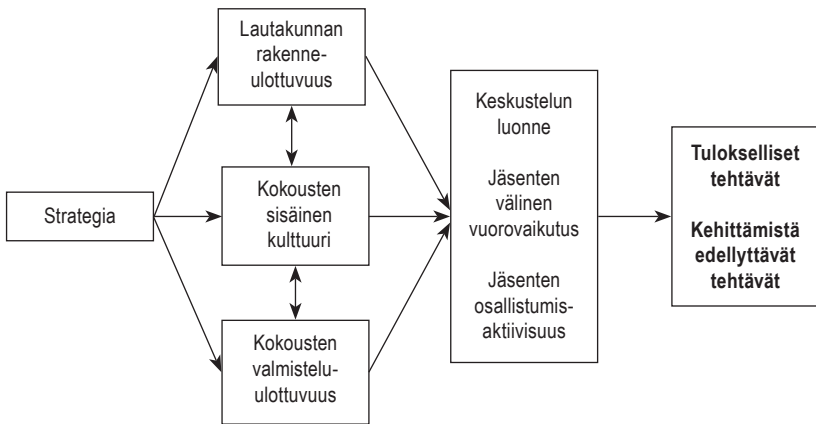 Strategia
Lautakunnan
rakenne-
ulottuvuus
Kokousten
sisäinen
kulttuuri
Kokousten
valmistelu-
ulottuvuus
Keskustelun
luonne
Jäsenten
välinen
vuorovaikutus
Jäsenten
osallistumis-
aktiivisuus
Tulokselliset
tehtävät
Kehittämistä
edellyttävät
tehtävät